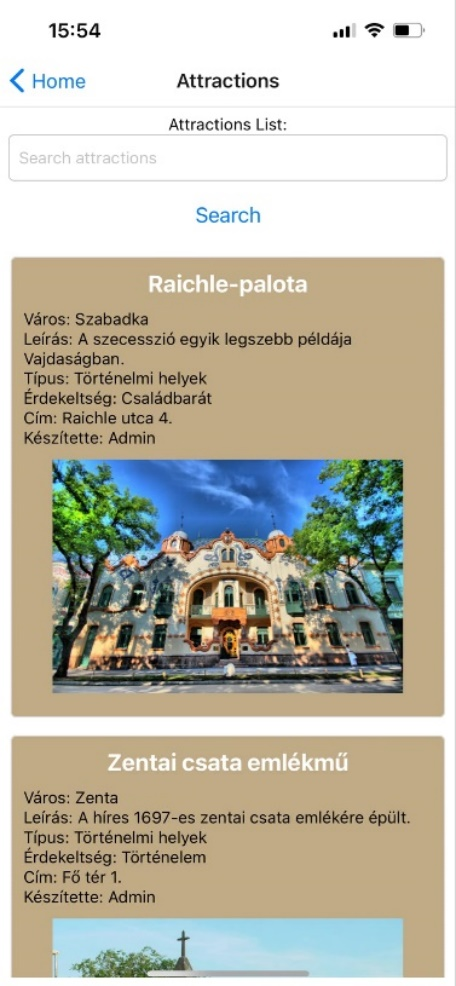 15:54
Home
Attractions
Attractions List:
Search attractions
Search
Raichle-palota
Város: Szabadka
Leírás: A szecesszió egyik legszebb példája
Vajdaságban.
Típus: Történelmi helyek
Érdekeltség: Családbarát
Cím: Raichle utca 4.
Készítette: Admin
Zentai csata emlékmű
Város: Zenta
Leírás: A híres 1697-es zentai csata emlékére épült.
Típus: Történelmi helyek
Érdekeltség: Történelem
Cím: Fő tér 1.
Készítette: Admin